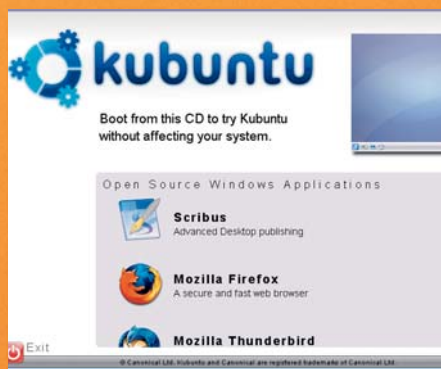 kubuntu
Boot from this CD to try Kubuntu
without affecting your system.
Open Source Windows Applications
Scribus
Advanced Desktop publishing
Mozilla Firefox
A secure and fast web browser
Mozilla Thunderbird
Exit
© Canonical Ltd. Kubuntu and Canonical are registered trademarks of Canonical Ltd.